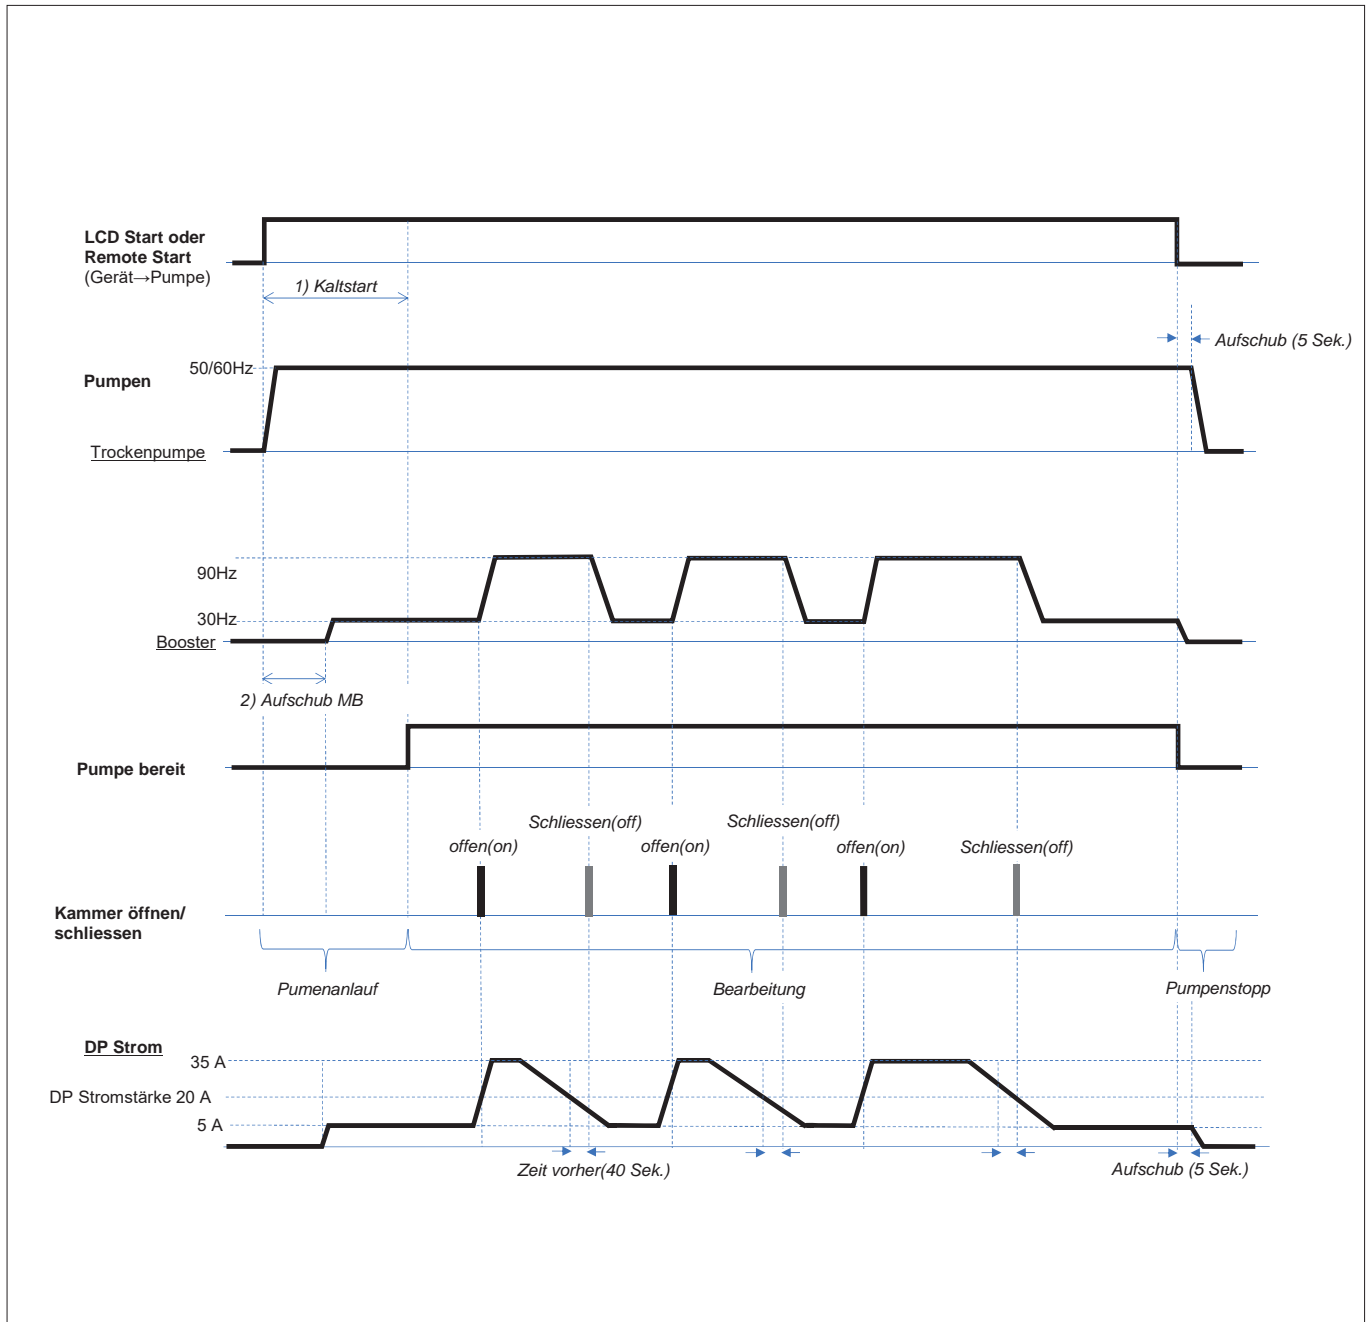 LCD Start oder
Remote Start
(Gerät→Pumpe)
1) Kaltstart
Aufschub (5 Sek.)
50/60Hz
Pumpen
Trockenpumpe
90Hz
30Hz
Booster
2) Aufschub MB
Pumpe bereit
Schliessen(off)
Schliessen(off)
offen(on)
offen(on)
offen(on)
Schliessen(off)
Kammer öffnen/
schliessen
Pumenanlauf
Bearbeitung
Pumpenstopp
DP Strom
35 A
DP Stromstärke 20 A
5 A
Zeit vorher(40 Sek.)
Aufschub (5 Sek.)